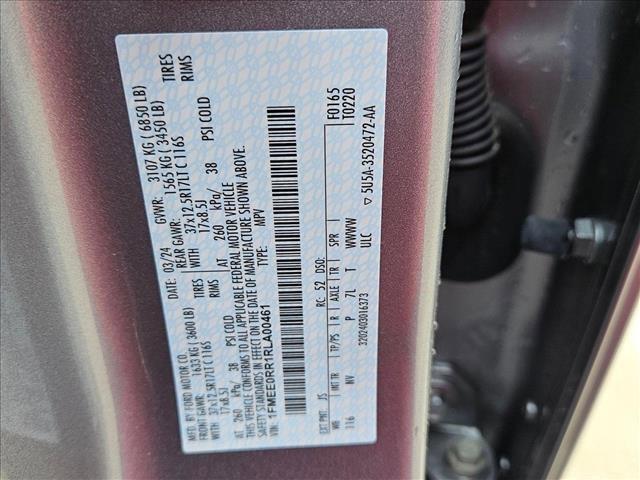 MFD. BY FORD MOTOR CO.
DATE: 03/24 GVWR: 3107 KG ( 6850 LB)
FRONT GAWR: 1633 KG ( 3600 LB) REAR GAWR: 1565 KG ( 3450 LB)
WITH 37x12.5R17LT C 116S TIRES WITH 37x12.5R17LT C 116S TIRES
17x8.5J RIMS 17x8.5J RIMS
AT 260 kPa/ 38 PSI COLD AT 260 kPa/ 38 PSI COLD
THIS VEHICLE CONFORMS TO ALL APPLICABLE FEDERAL MOTOR VEHICLE
SAFETY STANDARDS IN EFFECT ON THE DATE OF MANUFACTURE SHOWN ABOVE.
VIN: 1FMEE0RR1RLA00461 TYPE: MPV
F0165
T0220
EXT PNT: JS RC: 52 DSO:
WB INT TR TP/PS R AXLE TR SPR
116 NV P 7L T WWWW
ULC
3202403016373 ▽ 5U5A-3520472-AA